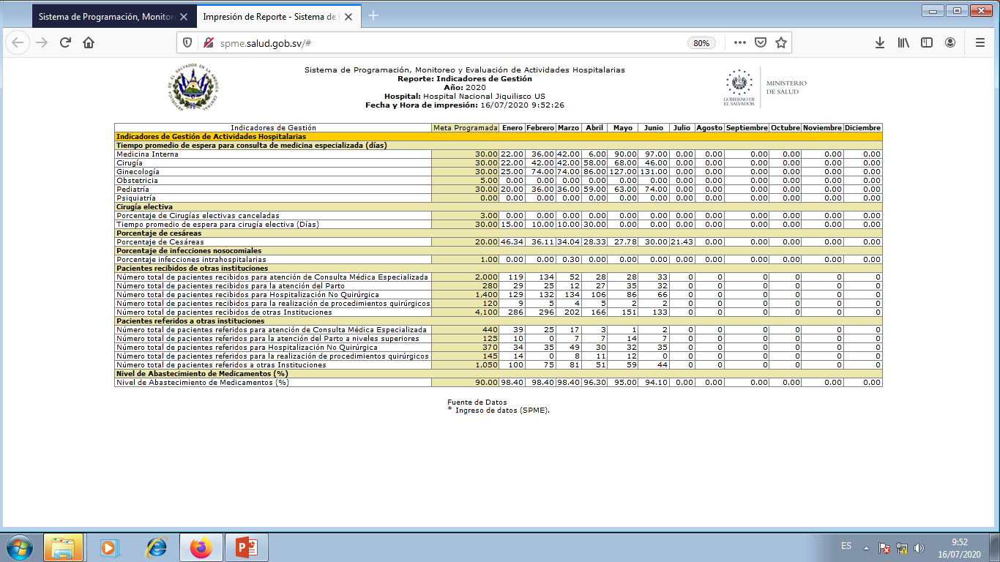 Sistema de Programación, Monitore
Impresión de Reporte - Sistema de
spme.salud.gob.sv/#
80%
Sistema de Programación, Monitoreo y Evaluación de Actividades Hospitalarias
Reporte: Indicadores de Gestión
Año: 2020
Hospital: Hospital Nacional Jiquilisco US
Fecha y Hora de impresión: 16/07/2020 9:52:26
REPUBLICA DE EL SALVADOR EN LA AMERICA CENTRAL
GOBIERNO DE
EL SALVADOR
MINISTERIO
DE SALUD
Indicadores de Gestión Meta Programada Enero Febrero Marzo Abril Mayo Junio Julio Agosto Septiembre Octubre Noviembre Diciembre
Indicadores de Gestión de Actividades Hospitalarias
Tiempo promedio de espera para consulta de medicina especializada (días)
Medicina Interna 30.00 22.00 36.00 42.00 6.00 90.00 97.00 0.00 0.00 0.00 0.00 0.00 0.00
Cirugía 30.00 22.00 42.00 42.00 58.00 68.00 46.00 0.00 0.00 0.00 0.00 0.00 0.00
Ginecología 30.00 25.00 74.00 74.00 86.00 127.00 131.00 0.00 0.00 0.00 0.00 0.00 0.00
Obstetricia 5.00 0.00 0.00 0.00 0.00 0.00 0.00 0.00 0.00 0.00 0.00 0.00 0.00
Pediatría 30.00 20.00 36.00 36.00 59.00 63.00 74.00 0.00 0.00 0.00 0.00 0.00 0.00
Psiquiatría 0.00 0.00 0.00 0.00 0.00 0.00 0.00 0.00 0.00 0.00 0.00 0.00 0.00
Cirugía electiva
Porcentaje de Cirugías electivas canceladas 3.00 0.00 0.00 0.00 0.00 0.00 0.00 0.00 0.00 0.00 0.00 0.00 0.00
Tiempo promedio de espera para cirugía electiva (Días) 30.00 15.00 10.00 10.00 30.00 0.00 0.00 0.00 0.00 0.00 0.00 0.00 0.00
Porcentaje de cesáreas
Porcentaje de Cesáreas 20.00 46.34 36.11 34.04 28.33 27.78 30.00 21.43 0.00 0.00 0.00 0.00 0.00
Porcentaje de infecciones nosocomiales
Porcentaje infecciones intrahospitalarias 1.00 0.00 0.00 0.30 0.00 0.00 0.00 0.00 0.00 0.00 0.00 0.00 0.00
Pacientes recibidos de otras instituciones
Número total de pacientes recibidos para atención de Consulta Médica Especializada 2,000 119 134 52 28 28 33 0 0 0 0 0 0
Número total de pacientes recibidos para la atención del Parto 280 29 25 12 27 35 32 0 0 0 0 0 0
Número total de pacientes recibidos para Hospitalización No Quirúrgica 1,400 129 132 134 106 86 66 0 0 0 0 0 0
Número total de pacientes recibidos para la realización de procedimientos quirúrgicos 120 9 5 4 5 2 2 0 0 0 0 0 0
Número total de pacientes recibidos de otras Instituciones 4,100 286 296 202 166 151 133 0 0 0 0 0 0
Pacientes referidos a otras instituciones
Número total de pacientes referidos para atención de Consulta Médica Especializada 440 39 25 17 3 1 2 0 0 0 0 0 0
Número total de pacientes referidos para la atención del Parto a niveles superiores 125 10 0 7 7 14 7 0 0 0 0 0 0
Número total de pacientes referidos para Hospitalización No Quirúrgica 370 34 35 49 30 32 35 0 0 0 0 0 0
Número total de pacientes referidos para la realización de procedimientos quirúrgicos 145 14 0 8 11 12 0 0 0 0 0 0 0
Número total de pacientes referidos a otras Instituciones 1,050 100 75 81 51 59 44 0 0 0 0 0 0
Nivel de Abastecimiento de Medicamentos (%)
Nivel de Abastecimiento de Medicamentos (%) 90.00 98.40 98.40 98.40 96.30 95.00 94.10 0.00 0.00 0.00 0.00 0.00 0.00
Fuente de Datos
* Ingreso de datos (SPME).
ES
9:52
16/07/2020